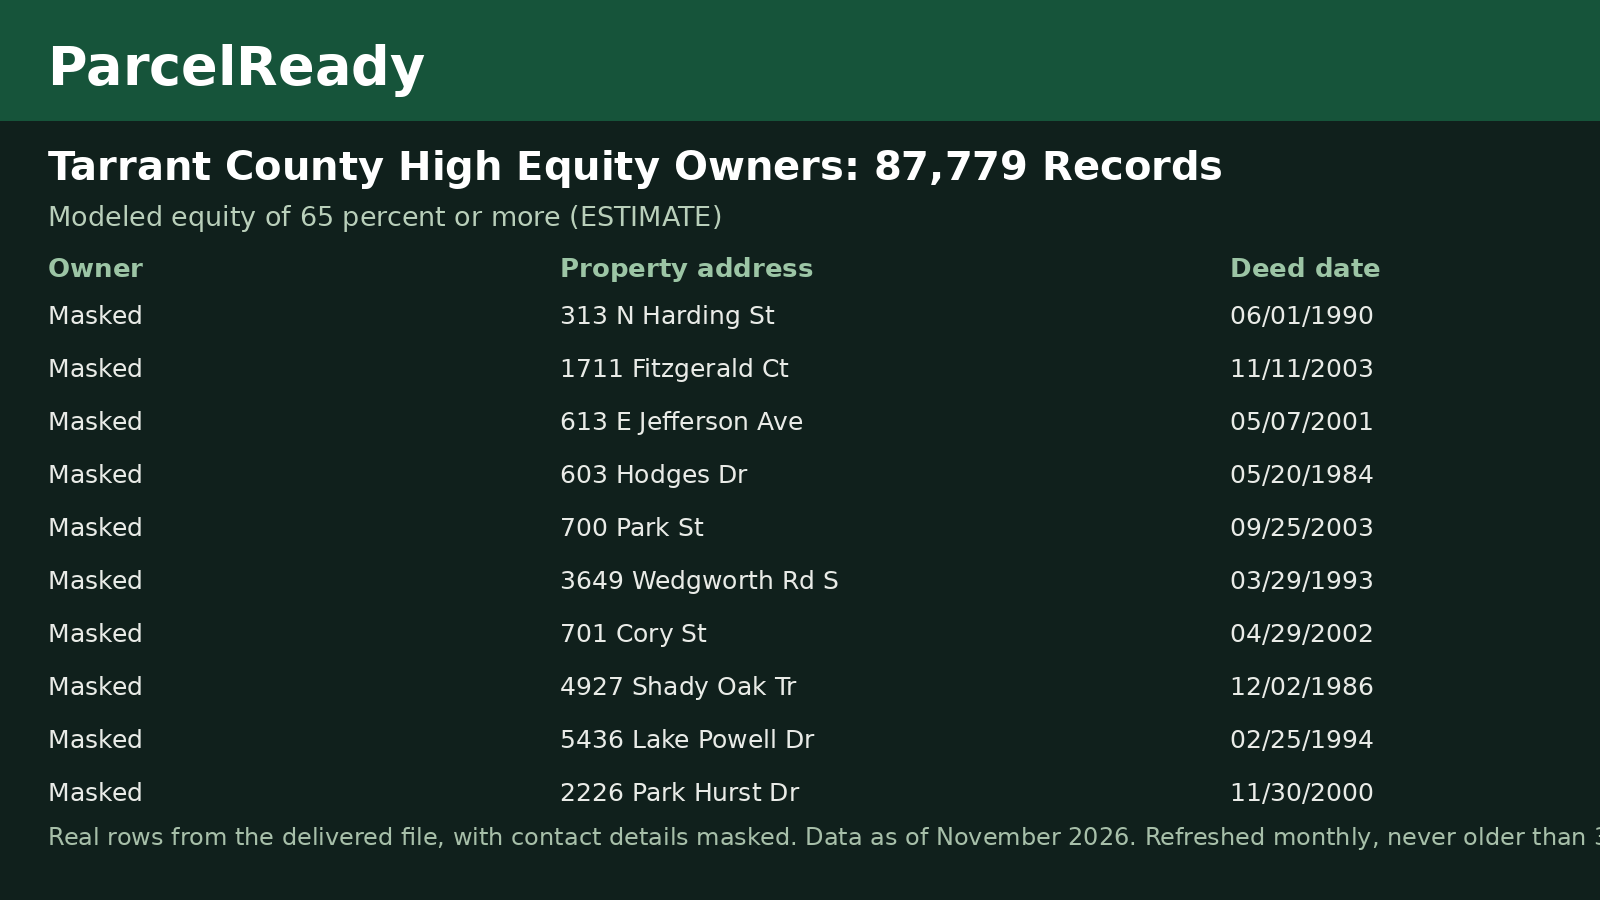 ParcelReady
Tarrant County High Equity Owners: 87,779 Records
Modeled equity of 65 percent or more (ESTIMATE)
Owner Property address Deed date
Masked 313 N Harding St 06/01/1990
Masked 1711 Fitzgerald Ct 11/11/2003
Masked 613 E Jefferson Ave 05/07/2001
Masked 603 Hodges Dr 05/20/1984
Masked 700 Park St 09/25/2003
Masked 3649 Wedgworth Rd S 03/29/1993
Masked 701 Cory St 04/29/2002
Masked 4927 Shady Oak Tr 12/02/1986
Masked 5436 Lake Powell Dr 02/25/1994
Masked 2226 Park Hurst Dr 11/30/2000
Real rows from the delivered file, with contact details masked. Data as of November 2026. Refreshed monthly, never older than